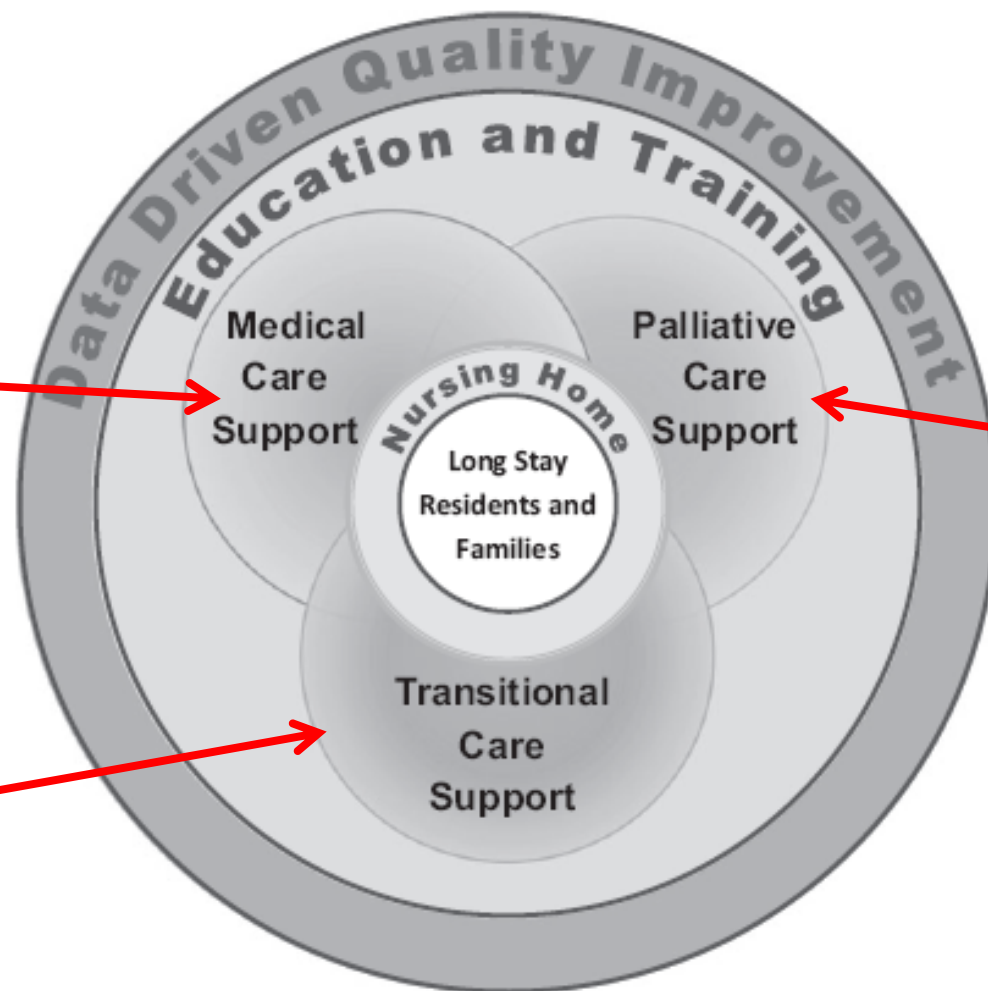 Data Driven Quality Improvement
Education and Training
Medical
Care
Support
Palliative
Care
Support
Nursing Home
Long Stay
Residents and
Families
Transitional
Care
Support